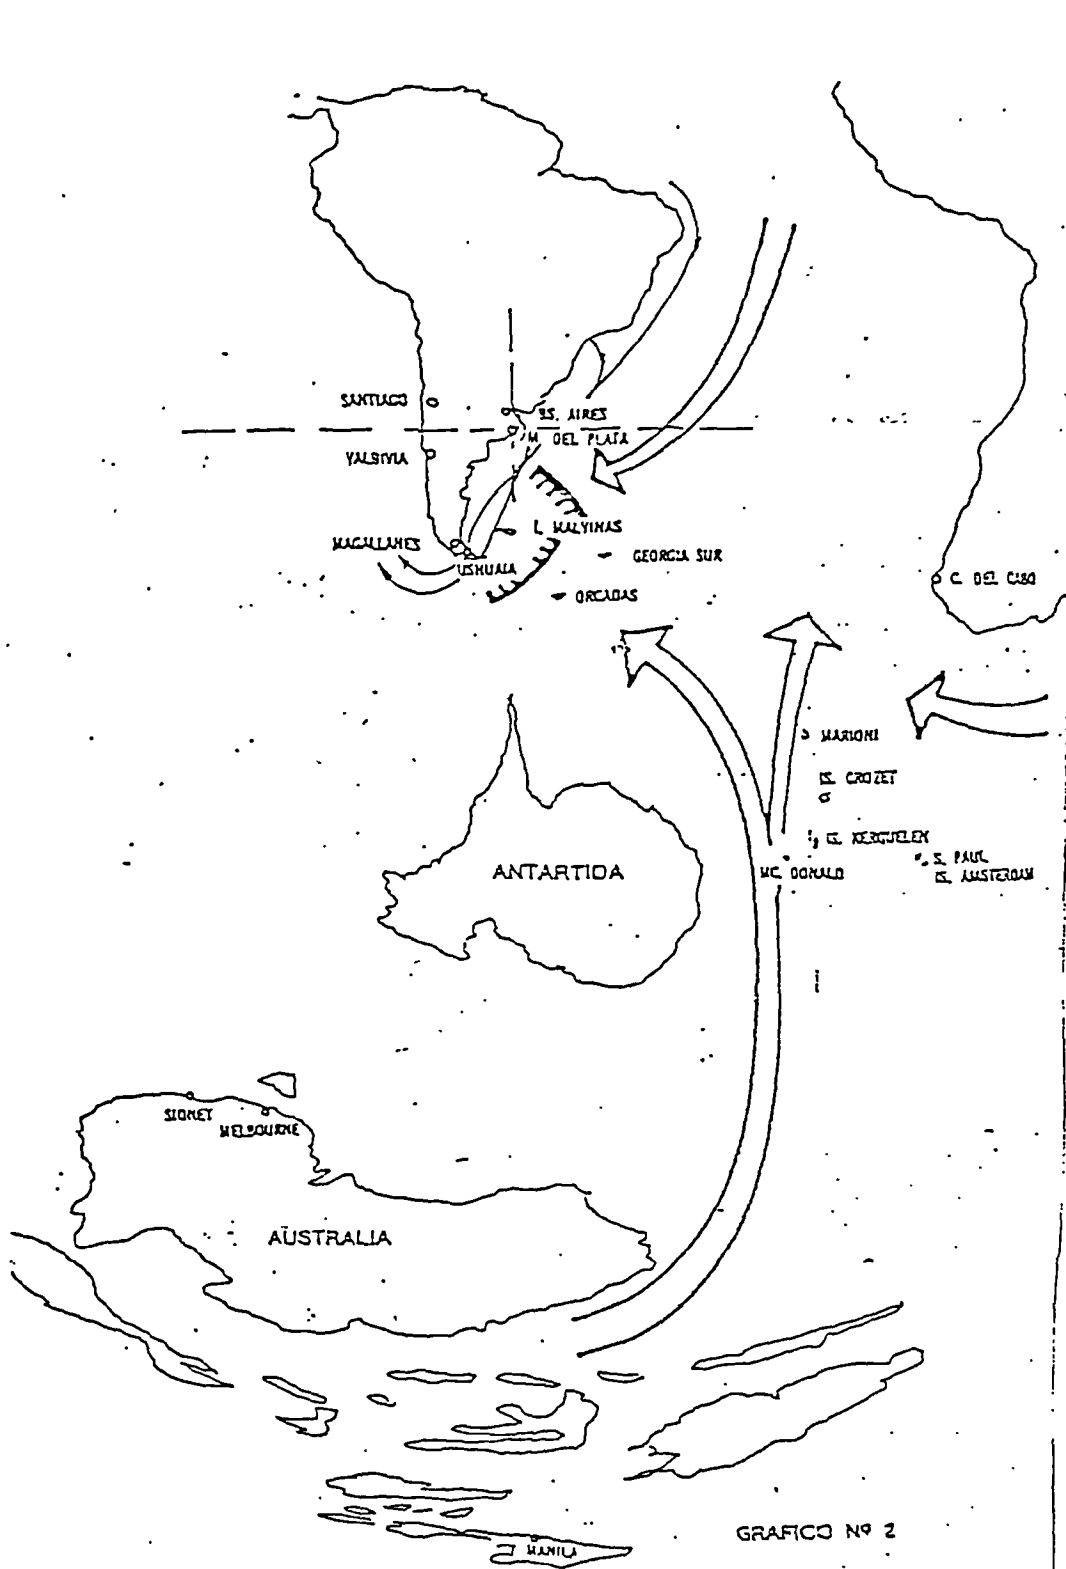 SANTIAGO
BS. AIRES
M. DEL PLATA
VALDIVIA
I. MALVINAS
MAGALLANES
GEORGIA SUR
USHUAIA
C. DEL CABO
ORCADAS
MARIONI
IS. CROZET
IS. KERGUELEN
S. PAUL
IS. AMSTERDAM
MC. DONALD
ANTARTIDA
SIDNEY
MELBOURNE
AUSTRALIA
GRAFICO Nº 2
MANILA